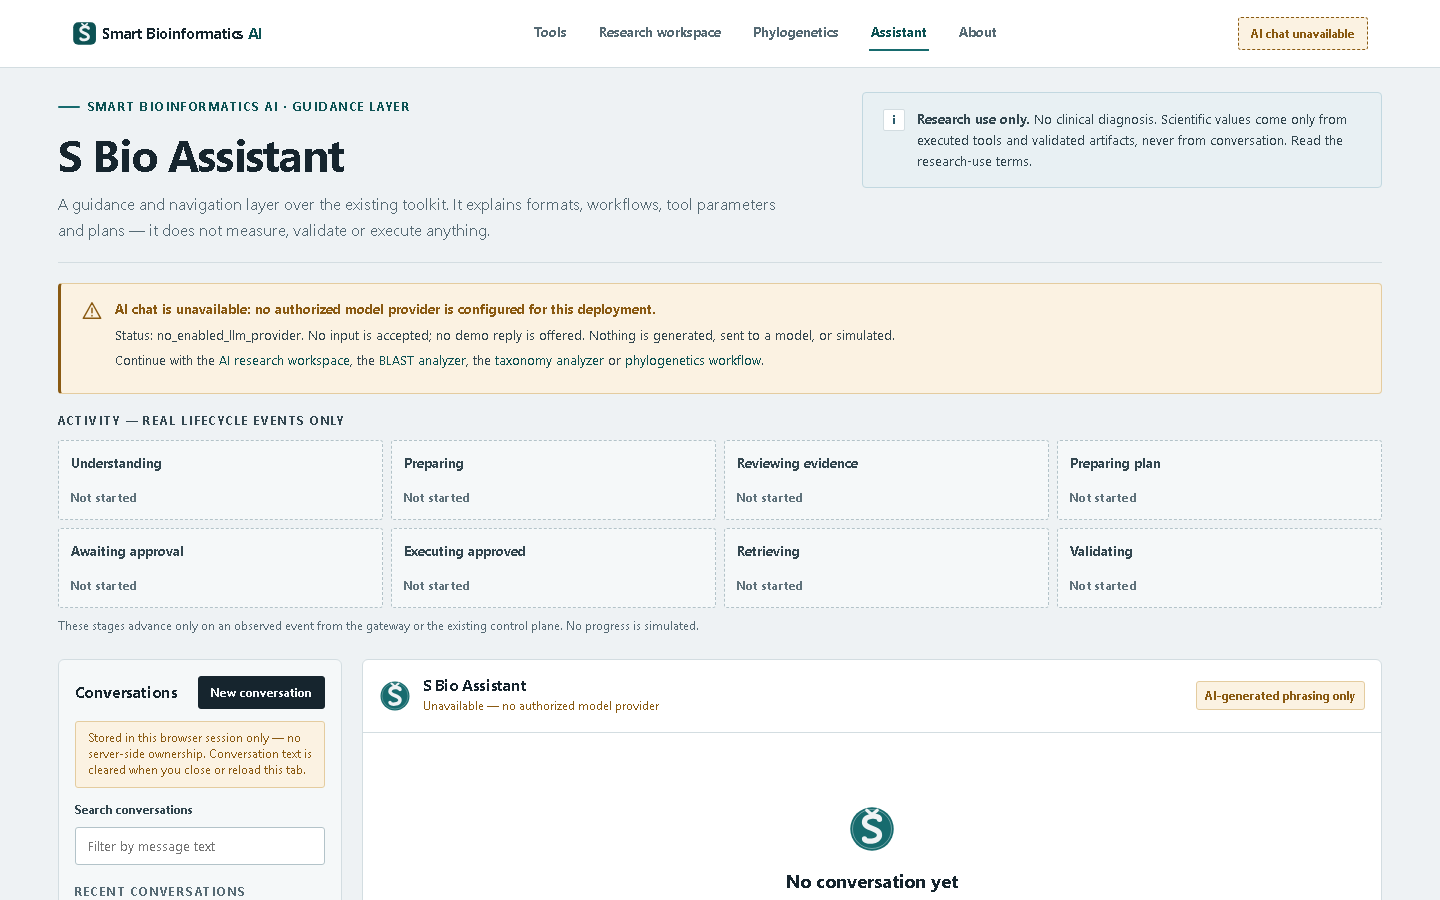 Š Smart Bioinformatics AI
Tools
Research workspace
Phylogenetics
Assistant
About
AI chat unavailable
SMART BIOINFORMATICS AI · GUIDANCE LAYER
S Bio Assistant
A guidance and navigation layer over the existing toolkit. It explains formats, workflows, tool parameters
and plans — it does not measure, validate or execute anything.
i
Research use only. No clinical diagnosis. Scientific values come only from
executed tools and validated artifacts, never from conversation. Read the
research-use terms.
AI chat is unavailable: no authorized model provider is configured for this deployment.
Status: no_enabled_llm_provider. No input is accepted; no demo reply is offered. Nothing is generated, sent to a model, or simulated.
Continue with the AI research workspace, the BLAST analyzer, the taxonomy analyzer or phylogenetics workflow.
ACTIVITY — REAL LIFECYCLE EVENTS ONLY
Understanding
Not started
Preparing
Not started
Reviewing evidence
Not started
Preparing plan
Not started
Awaiting approval
Not started
Executing approved
Not started
Retrieving
Not started
Validating
Not started
These stages advance only on an observed event from the gateway or the existing control plane. No progress is simulated.
Conversations
New conversation
Stored in this browser session only — no
server-side ownership. Conversation text is
cleared when you close or reload this tab.
Search conversations
Filter by message text
RECENT CONVERSATIONS
Š
S Bio Assistant
Unavailable — no authorized model provider
AI-generated phrasing only
Š
No conversation yet